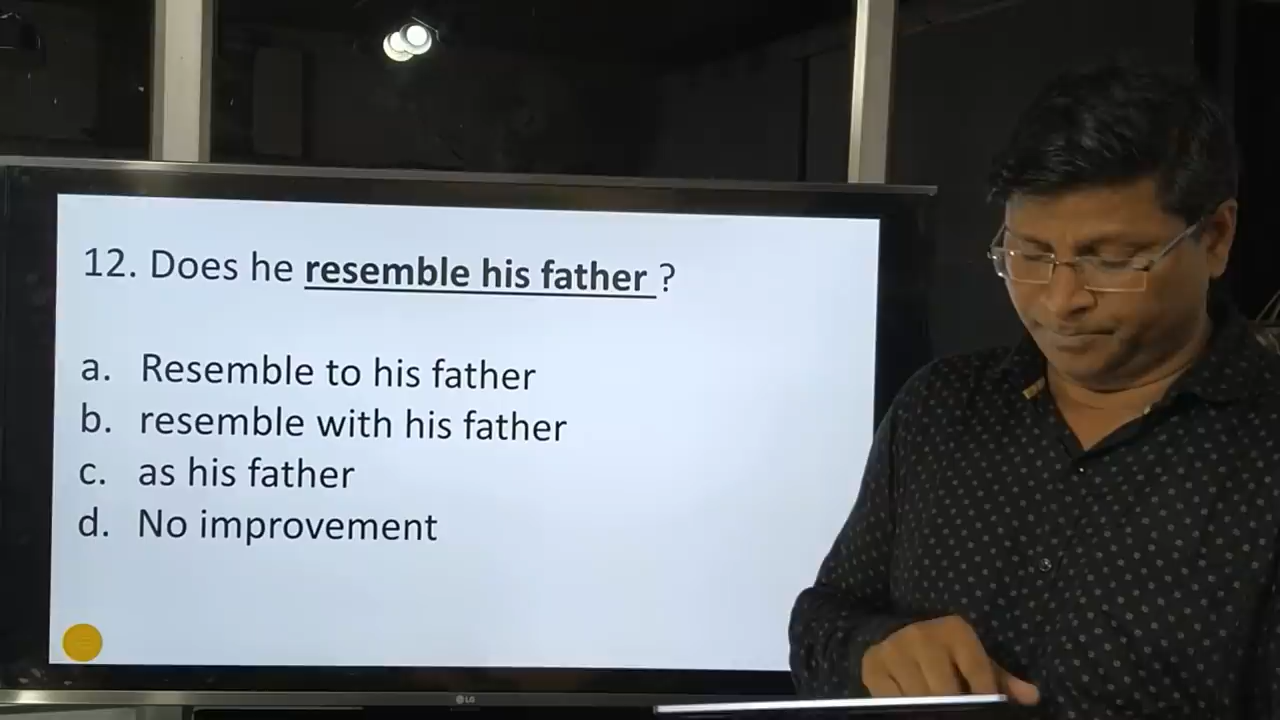 12. Does he resemble his father ?
a. Resemble to his father
b. resemble with his father
c. as his father
d. No improvement
LG